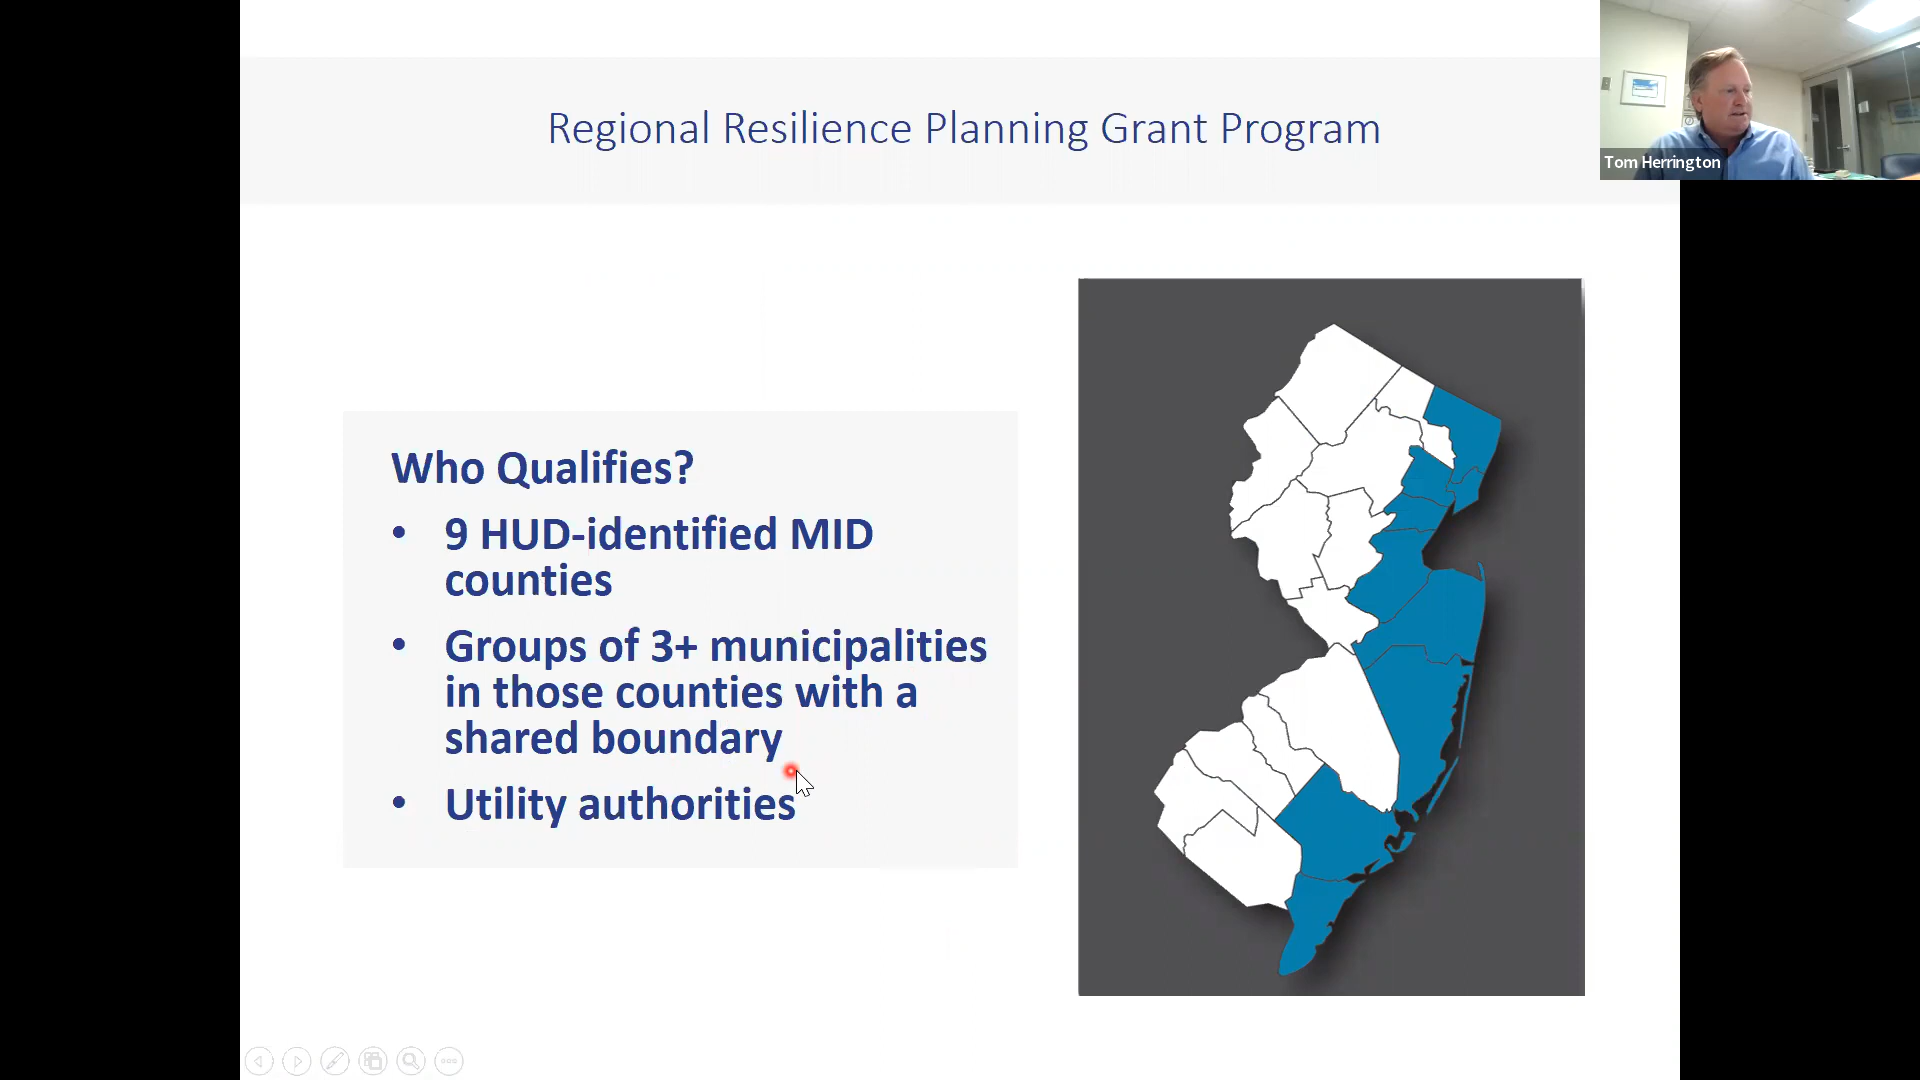 Regional Resilience Planning Grant Program
Tom Herrington
Who Qualifies?
• 9 HUD-identified MID
counties
• Groups of 3+ municipalities
in those counties with a
shared boundary
• Utility authorities